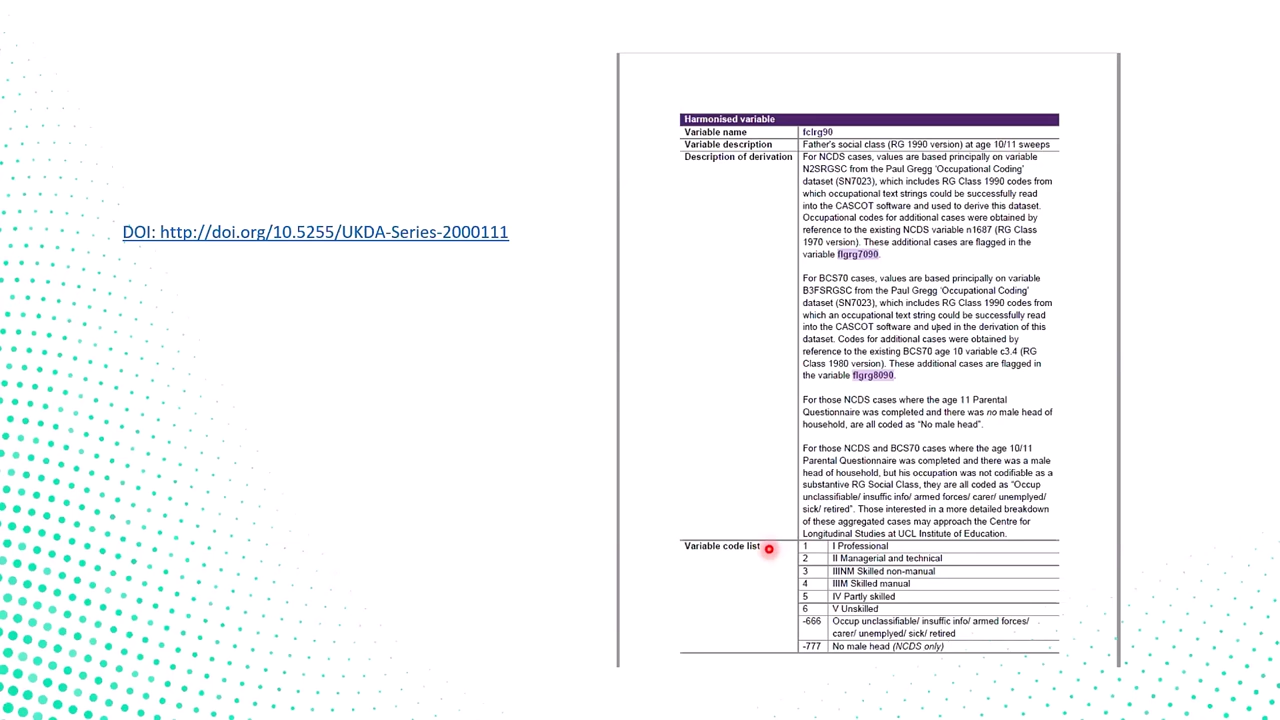 DOI: http://doi.org/10.5255/UKDA-Series-2000111
Harmonised variable
Variable name fclrg90
Variable description Father's social class (RG 1990 version) at age 10/11 sweeps
Description of derivation For NCDS cases, values are based principally on variable
N2SRGSC from the Paul Gregg 'Occupational Coding'
dataset (SN7023), which includes RG Class 1990 codes from
which occupational text strings could be successfully read
into the CASCOT software and used to derive this dataset.
Occupational codes for additional cases were obtained by
reference to the existing NCDS variable n1687 (RG Class
1970 version). These additional cases are flagged in the
variable flgrg7090.
For BCS70 cases, values are based principally on variable
B3FSRGSC from the Paul Gregg 'Occupational Coding'
dataset (SN7023), which includes RG Class 1990 codes from
which an occupational text string could be successfully read
into the CASCOT software and used in the derivation of this
dataset. Codes for additional cases were obtained by
reference to the existing BCS70 age 10 variable c3.4 (RG
Class 1980 version). These additional cases are flagged in
the variable flgrg8090.
For those NCDS cases where the age 11 Parental
Questionnaire was completed and there was no male head of
household, are all coded as “No male head”.
For those NCDS and BCS70 cases where the age 10/11
Parental Questionnaire was completed and there was a male
head of household, but his occupation was not codifiable as a
substantive RG Social Class, they are all coded as “Occup
unclassifiable/ insuffic info/ armed forces/ carer/ unemplyed/
sick/ retired”. Those interested in a more detailed breakdown
of these aggregated cases may approach the Centre for
Longitudinal Studies at UCL Institute of Education.
Variable code list 1 I Professional
2 II Managerial and technical
3 IIINM Skilled non-manual
4 IIIM Skilled manual
5 IV Partly skilled
6 V Unskilled
-666 Occup unclassifiable/ insuffic info/ armed forces/
carer/ unemplyed/ sick/ retired
-777 No male head (NCDS only)